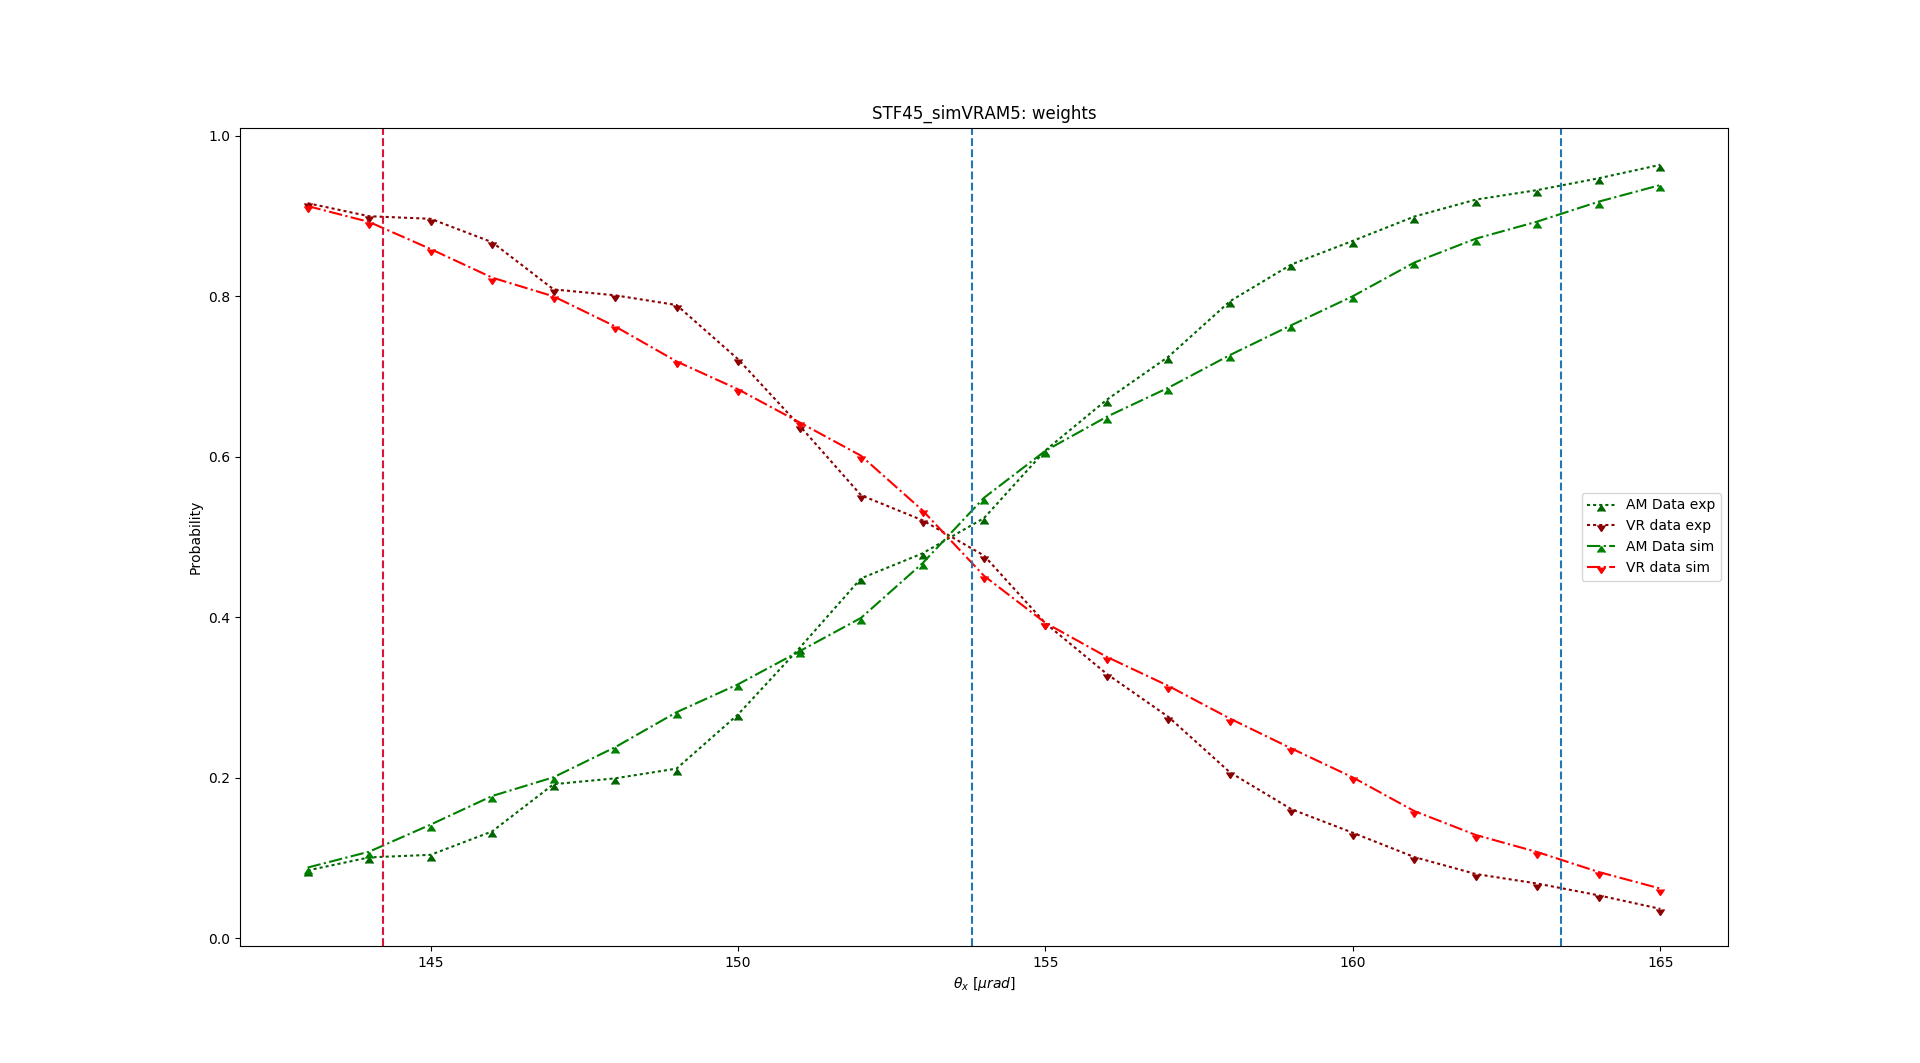 STF45_simVRAM5: weights
1.0
0.8
0.6
0.4
0.2
0.0
Probability
AM Data exp
VR data exp
AM Data sim
VR data sim
145 150 155 160 165
θx [μrad]